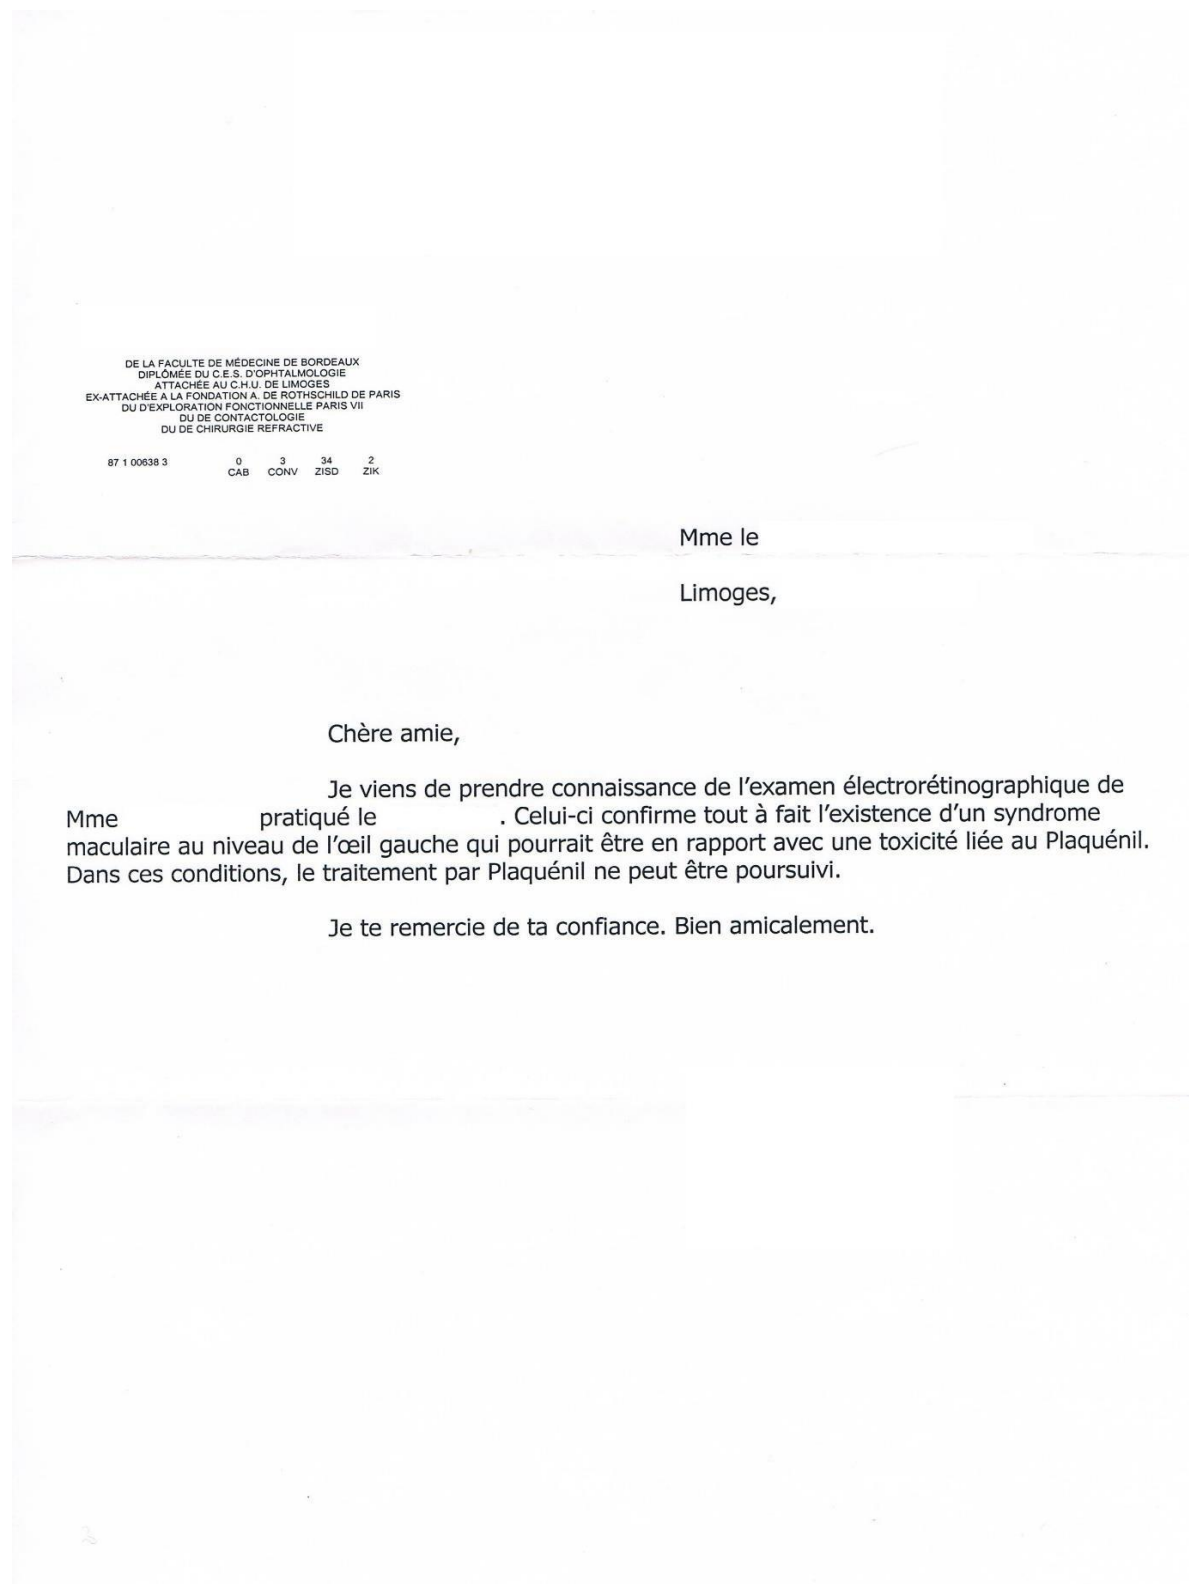 DE LA FACULTE DE MÉDECINE DE BORDEAUX
DIPLÔMÉE DU C.E.S. D'OPHTALMOLOGIE
ATTACHÉE AU C.H.U. DE LIMOGES
EX-ATTACHÉE A LA FONDATION A. DE ROTHSCHILD DE PARIS
DU D'EXPLORATION FONCTIONNELLE PARIS VII
DU DE CONTACTOLOGIE
DU DE CHIRURGIE REFRACTIVE
87 1 00638 3 0 3 34 2
CAB CONV ZISD ZIK
Mme le
Limoges,
Chère amie,
Je viens de prendre connaissance de l'examen électrorétinographique de
Mme pratiqué le . Celui-ci confirme tout à fait l'existence d'un syndrome
maculaire au niveau de l'œil gauche qui pourrait être en rapport avec une toxicité liée au Plaquénil.
Dans ces conditions, le traitement par Plaquénil ne peut être poursuivi.
Je te remercie de ta confiance. Bien amicalement.